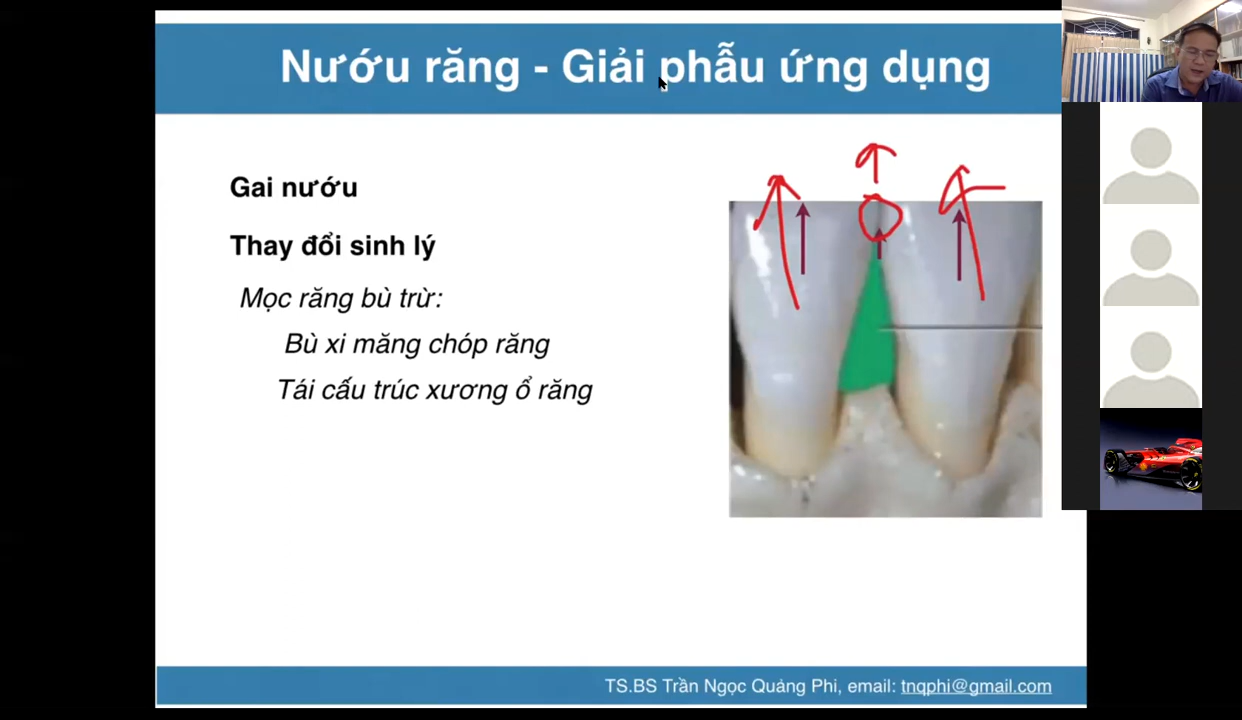 Nướu răng - Giải phẫu ứng dụng
Gai nướu
Thay đổi sinh lý
Mọc răng bù trừ:
Bù xi măng chóp răng
Tái cấu trúc xương ổ răng
TS.BS Trần Ngọc Quảng Phi, email: tnqphi@gmail.com